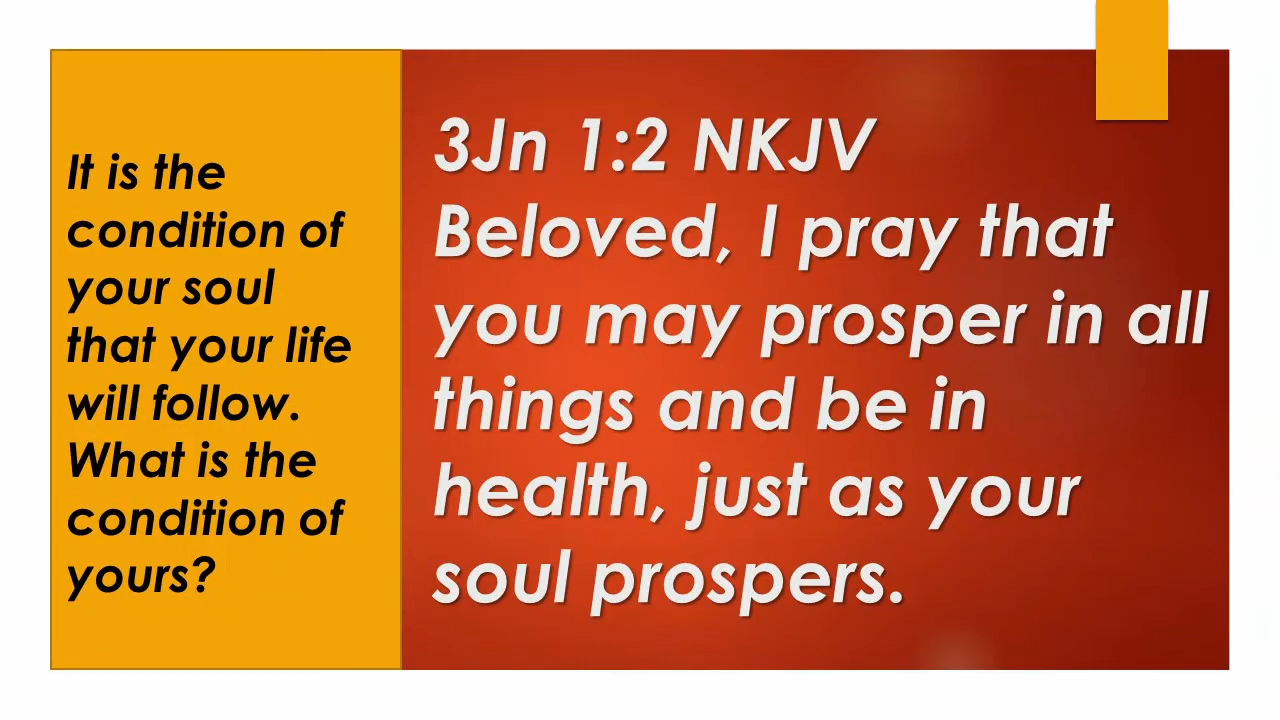 It is the
condition of
your soul
that your life
will follow.
What is the
condition of
yours?
3Jn 1:2 NKJV
Beloved, I pray that
you may prosper in all
things and be in
health, just as your
soul prospers.